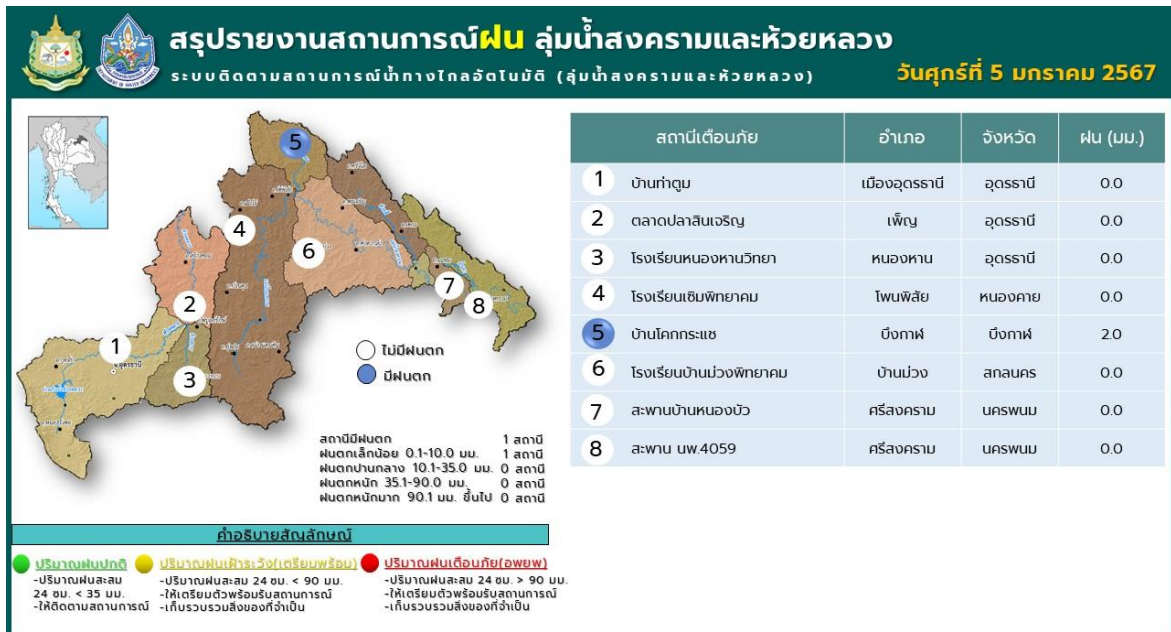 สรุปรายงานสถานการณ์ฝน ลุ่มน้ำสงครามและห้วยหลวง
ระบบติดตามสถานการณ์น้ำทางไกลอัตโนมัติ (ลุ่มน้ำสงครามและห้วยหลวง)
วันศุกร์ที่ 5 มกราคม 2567
5
4
6
2
7
8
1
3
อุดรธานี
ไม่มีฝนตก
มีฝนตก
สถานีมีฝนตก 1 สถานี
ฝนตกเล็กน้อย 0.1-10.0 มม. 1 สถานี
ฝนตกปานกลาง 10.1-35.0 มม. 0 สถานี
ฝนตกหนัก 35.1-90.0 มม. 0 สถานี
ฝนตกหนักมาก 90.1 มม. ขึ้นไป 0 สถานี
สถานีเตือนภัย อำเภอ จังหวัด ฝน (มม.)
1 บ้านท่าตูม เมืองอุดรธานี อุดรธานี 0.0
2 ตลาดปลาสินเจริญ เพ็ญ อุดรธานี 0.0
3 โรงเรียนหนองหานวิทยา หนองหาน อุดรธานี 0.0
4 โรงเรียนเซิมพิทยาคม โพนพิสัย หนองคาย 0.0
5 บ้านโคกกระแซ บึงกาฬ บึงกาฬ 2.0
6 โรงเรียนบ้านม่วงพิทยาคม บ้านม่วง สกลนคร 0.0
7 สะพานบ้านหนองบัว ศรีสงคราม นครพนม 0.0
8 สะพาน นพ.4059 ศรีสงคราม นครพนม 0.0
คำอธิบายสัญลักษณ์
ปริมาณฝนปกติ
-ปริมาณฝนสะสม
24 ซม. < 35 มม.
-ให้ติดตามสถานการณ์
ปริมาณฝนเฝ้าระวัง(เตรียมพร้อม)
-ปริมาณฝนสะสม 24 ซม. < 90 มม.
-ให้เตรียมตัวพร้อมรับสถานการณ์
-เก็บรวบรวมสิ่งของที่จำเป็น
ปริมาณฝนเตือนภัย(อพยพ)
-ปริมาณฝนสะสม 24 ซม. > 90 มม.
-ให้เตรียมตัวพร้อมรับสถานการณ์
-เก็บรวบรวมสิ่งของที่จำเป็น